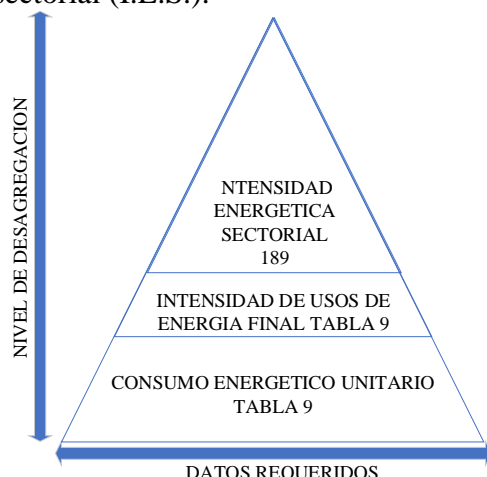 sectorial (I.E.S.).
NIVEL DE DESAGREGACION
NTENSIDAD
ENERGETICA
SECTORIAL
189
INTENSIDAD DE USOS DE
ENERGIA FINAL TABLA 9
CONSUMO ENERGETICO UNITARIO
TABLA 9
DATOS REQUERIDOS